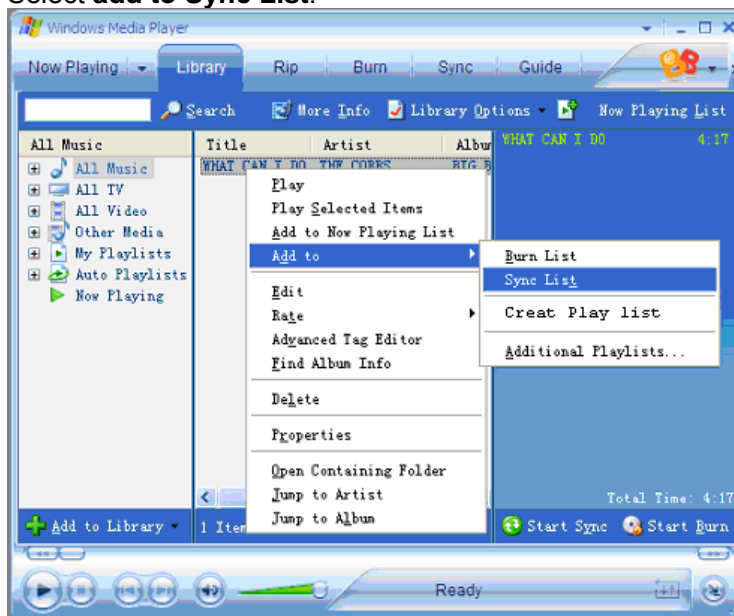 Select add to Sync List.
Windows Media Player
Now Playing Library Rip Burn Sync Guide
Search More Info Library Options Now Playing List
All Music
All Music
All TV
All Video
Other Media
My Playlists
Auto Playlists
Now Playing
Title Artist Album
WHAT CAN I DO THE CORRS BIG B
Play
Play Selected Items
Add to Now Playing List
Add to
Edit
Rate
Advanced Tag Editor
Find Album Info
Delete
Properties
Open Containing Folder
Jump to Artist
Jump to Album
Burn List
Sync List
Creat Play list
Additional Playlists...
WHAT CAN I DO 4:17
Total Time: 4:17
Add to Library 1 Item Start Sync Start Burn
Ready